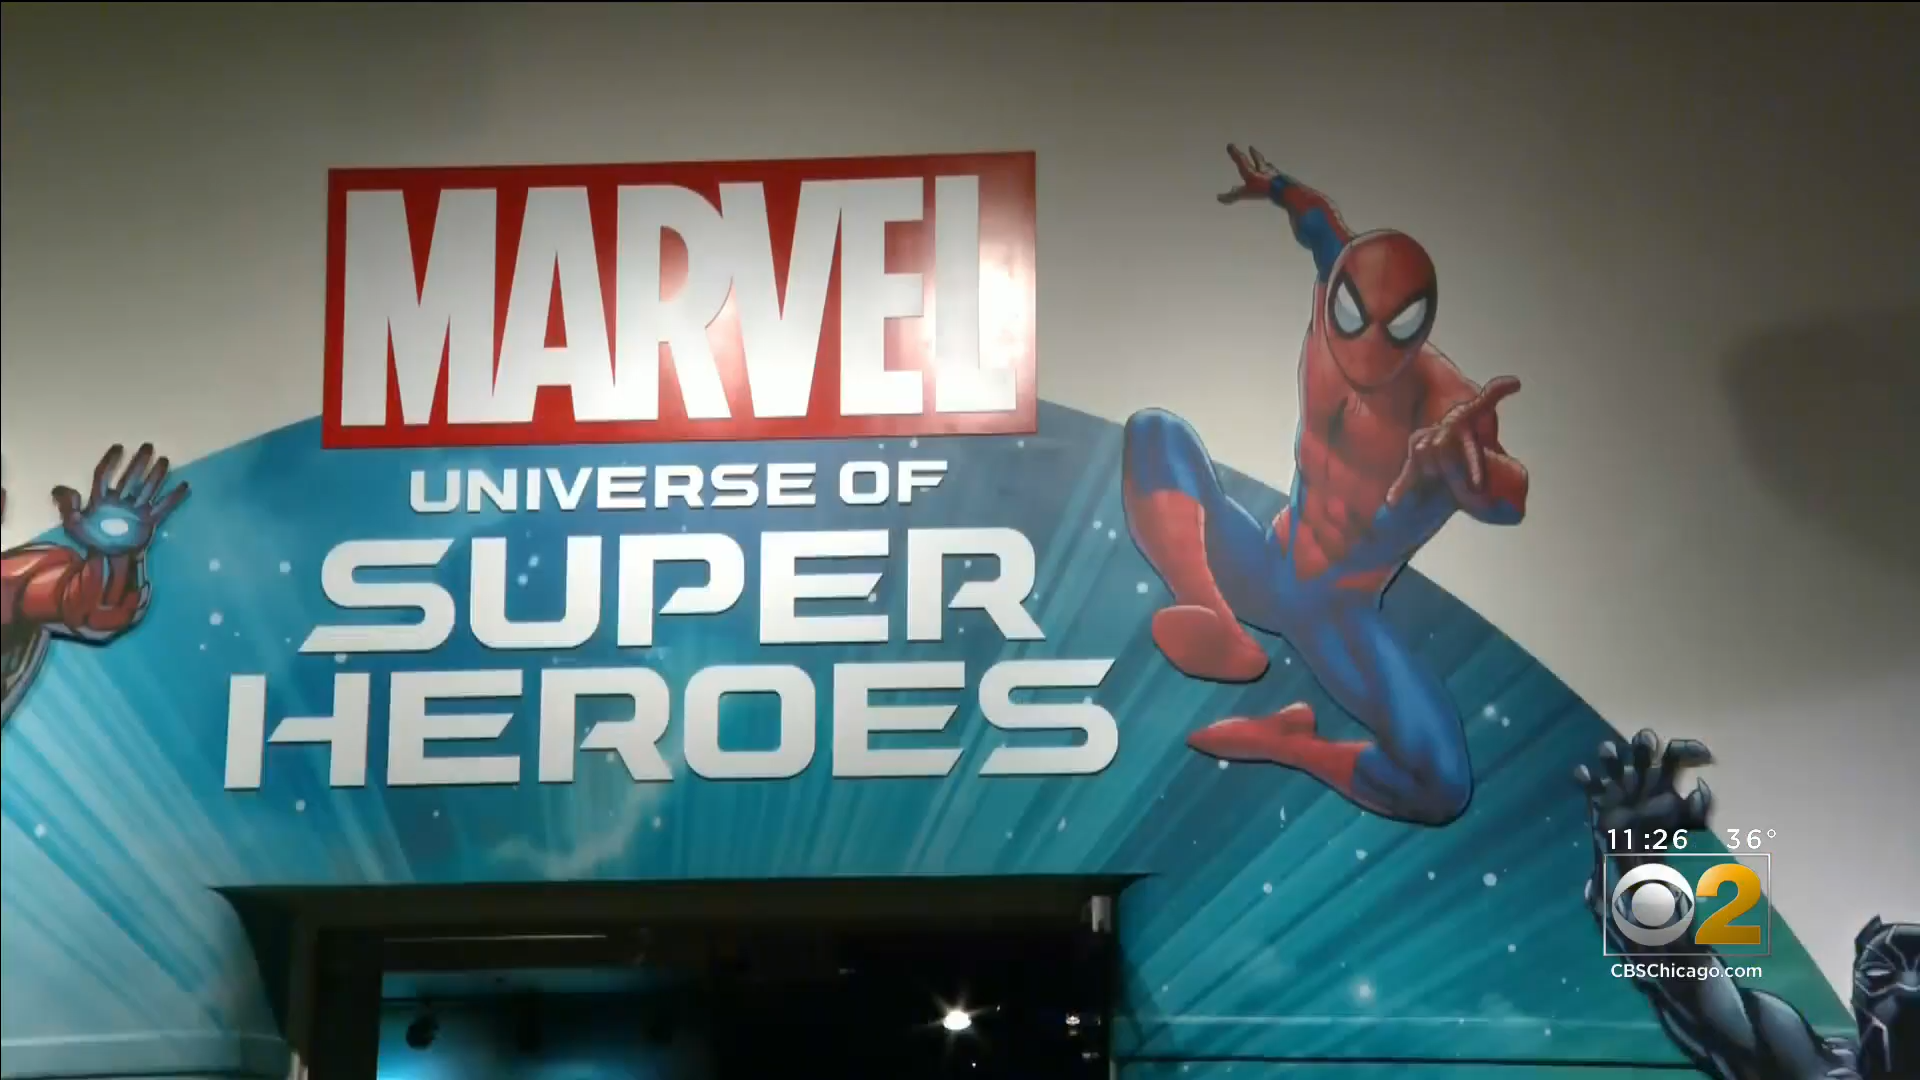 MARVEL
UNIVERSE OF
SUPER
HEROES
11:26 36°
2
CBSChicago.com